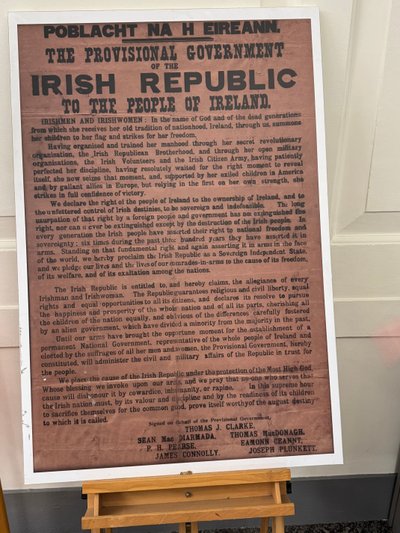 POBLACHT NA H EIREANN.
THE PROVISIONAL GOVERNMENT
OF THE
IRISH REPUBLIC
TO THE PEOPLE OF IRELAND.
IRISHMEN AND IRISHWOMEN: In the name of God and of the dead generations
from which she receives her old tradition of nationhood, Ireland, through us, summons
her children to her flag and strikes for her freedom.
Having organised and trained her manhood through her secret revolutionary
organisation, the Irish Republican Brotherhood, and through her open military
organisations, the Irish Volunteers and the Irish Citizen Army, having patiently
perfected her discipline, having resolutely waited for the right moment to reveal
itself, she now seizes that moment, and, supported by her exiled children in America
and by gallant allies in Europe, but relying in the first on her own strength, she
strikes in full confidence of victory.
We declare the right of the people of Ireland to the ownership of Ireland, and to
the unfettered control of Irish destinies, to be sovereign and indefeasible. The long
usurpation of that right by a foreign people and government has not extinguished the
right, nor can it ever be extinguished except by the destruction of the Irish people. In
every generation the Irish people have asserted their right to national freedom and
sovereignty; six times during the past three hundred years they have asserted it in
arms. Standing on that fundamental right and again asserting it in arms in the face
of the world, we hereby proclaim the Irish Republic as a Sovereign Independent State,
and we pledge our lives and the lives of our comrades-in-arms to the cause of its freedom,
of its welfare, and of its exaltation among the nations.
The Irish Republic is entitled to, and hereby claims, the allegiance of every
Irishman and Irishwoman. The Republic guarantees religious and civil liberty, equal
rights and equal opportunities to all its citizens, and declares its resolve to pursue
the happiness and prosperity of the whole nation and of all its parts, cherishing all
the children of the nation equally, and oblivious of the differences carefully fostered
by an alien government, which have divided a minority from the majority in the past.
Until our arms have brought the opportune moment for the establishment of a
permanent National Government, representative of the whole people of Ireland and
elected by the suffrages of all her men and women, the Provisional Government, hereby
constituted, will administer the civil and military affairs of the Republic in trust for
the people.
We place the cause of the Irish Republic under the protection of the Most High God,
Whose blessing we invoke upon our arms, and we pray that no one who serves that
cause will dishonour it by cowardice, inhumanity, or rapine. In this supreme hour
the Irish nation must, by its valour and discipline and by the readiness of its children
to sacrifice themselves for the common good, prove itself worthy of the august destiny
to which it is called.
Signed on Behalf of the Provisional Government,
THOMAS J. CLARKE,
SEAN Mac DIARMADA, THOMAS MacDONAGH,
P. H. PEARSE, EAMONN CEANNT,
JAMES CONNOLLY, JOSEPH PLUNKETT.